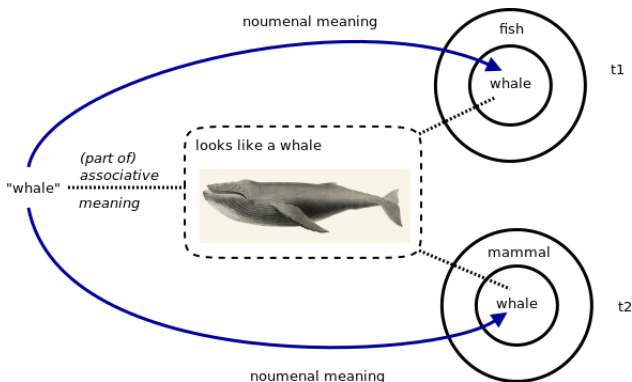 noumenal meaning
fish
whale
t1
looks like a whale
(part of)
associative
meaning
"whale"
mammal
whale
t2
noumenal meaning